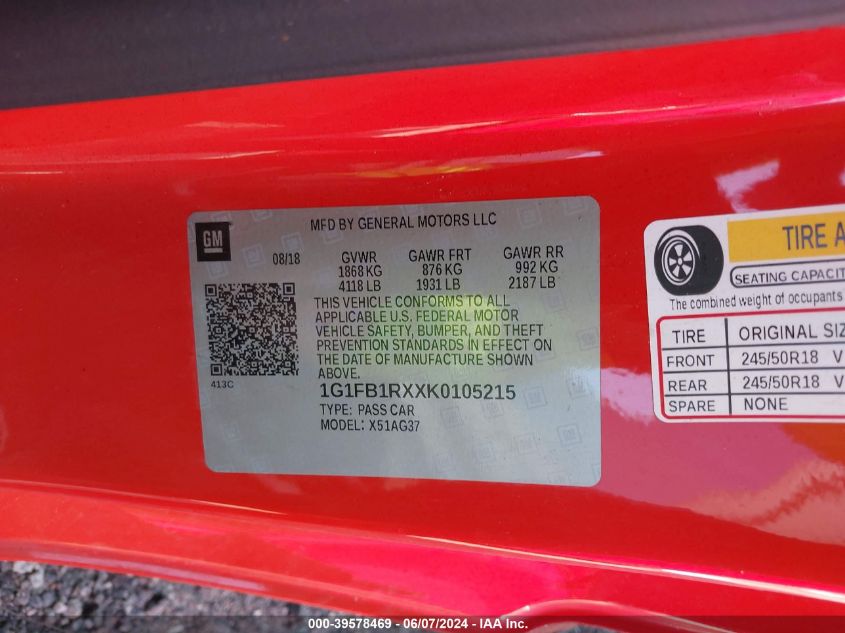 GM
MFD BY GENERAL MOTORS LLC
08/18
GVWR GAWR FRT GAWR RR
1868 KG 876 KG 992 KG
4118 LB 1931 LB 2187 LB
THIS VEHICLE CONFORMS TO ALL
APPLICABLE U.S. FEDERAL MOTOR
VEHICLE SAFETY, BUMPER, AND THEFT
PREVENTION STANDARDS IN EFFECT ON
THE DATE OF MANUFACTURE SHOWN
ABOVE.
413C
1G1FB1RXXK0105215
TYPE: PASS CAR
MODEL: X51AG37
TIRE A
SEATING CAPACIT
The combined weight of occupants
TIRE ORIGINAL SIZ
FRONT 245/50R18 V
REAR 245/50R18 V
SPARE NONE
000-39578469 | 06/07/2024 | IAA Inc.